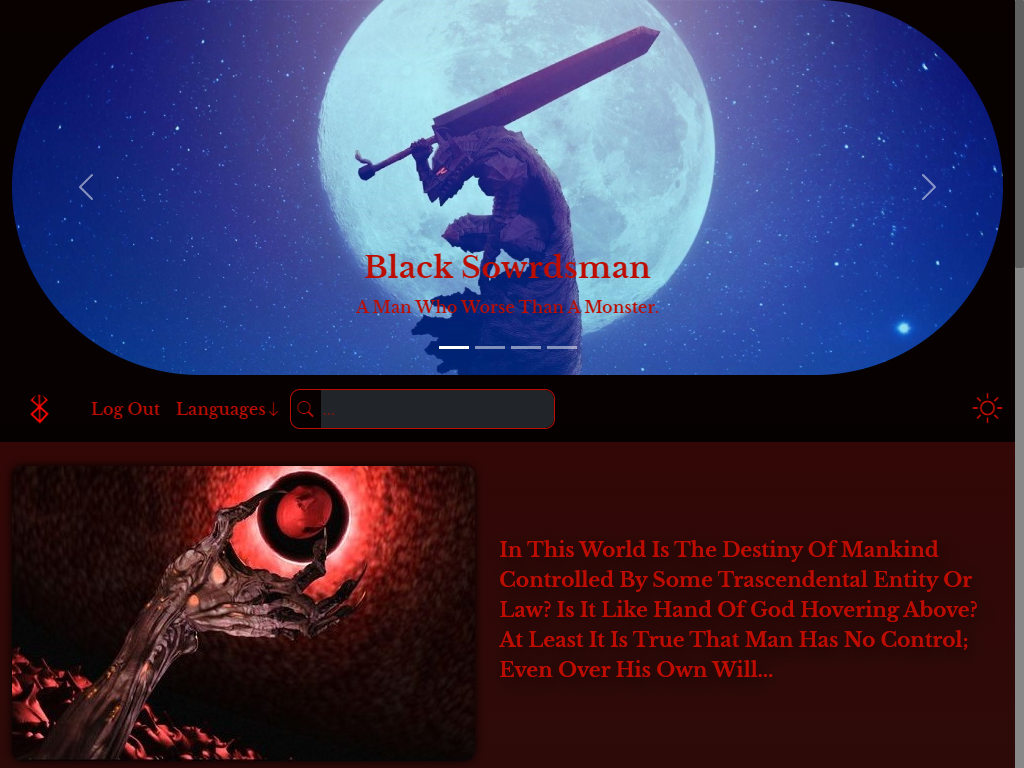 Black Sowrdsman
A Man Who Worse Than A Monster.
Log Out Languages↓ ...
In This World Is The Destiny Of Mankind
Controlled By Some Trascendental Entity Or
Law? Is It Like Hand Of God Hovering Above?
At Least It Is True That Man Has No Control;
Even Over His Own Will...